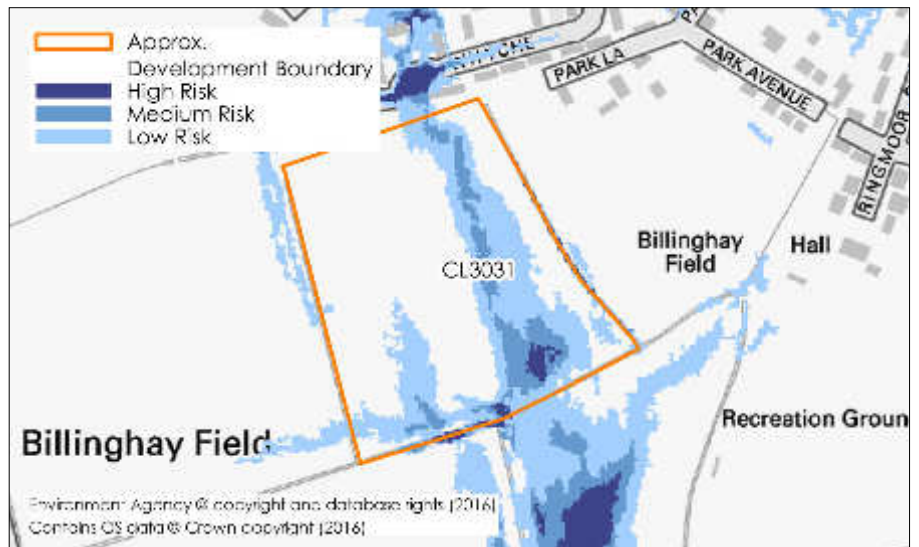 Approx.
Development Boundary
High Risk
Medium Risk
Low Risk
PARK LA
PARK AVENUE
RINGMOOR
CL3031
Billinghay
Field
Hall
Billinghay Field
Recreation Groun
Environment Agency © copyright and database rights (2016)
Contains OS data © Crown copyright (2016)